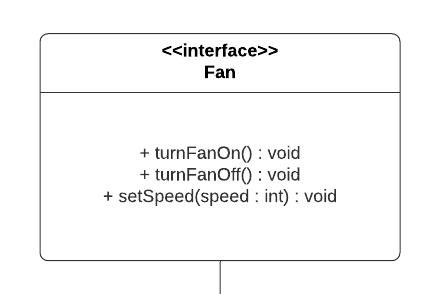 <<interface>>
Fan
+ turnFanOn() : void
+ turnFanOff() : void
+ setSpeed(speed : int) : void